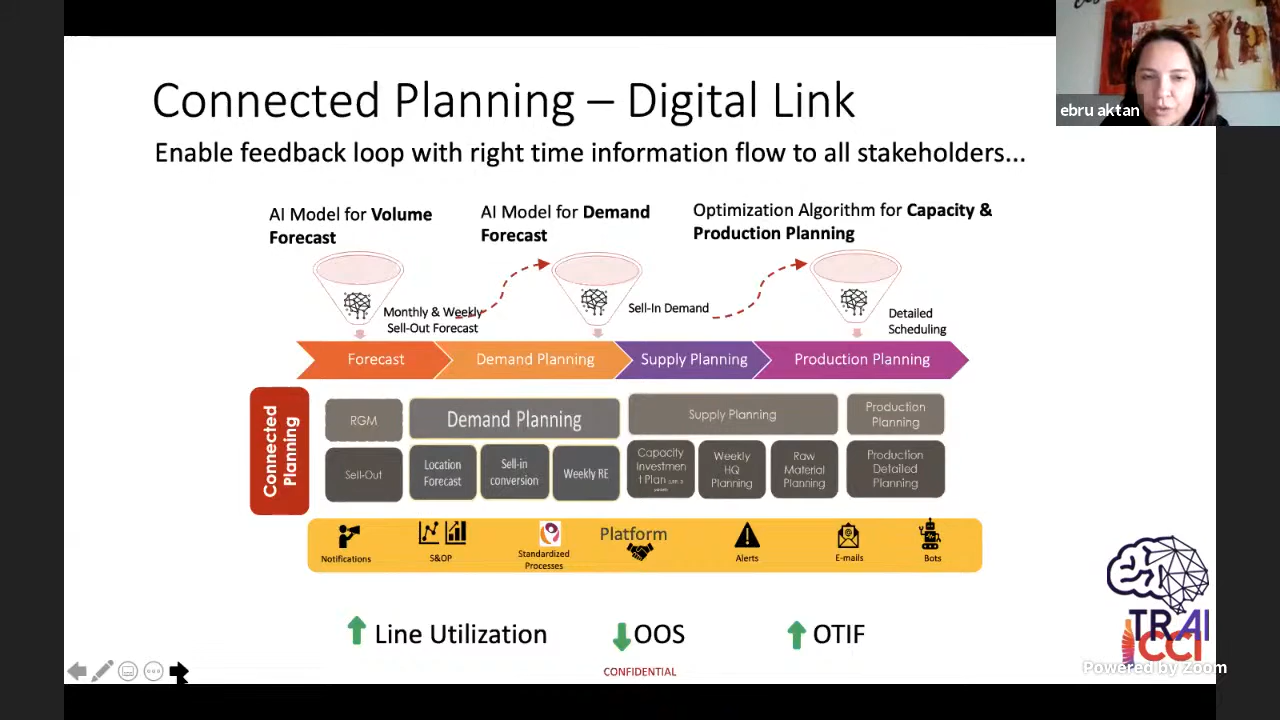 Connected Planning – Digital Link
ebru aktan
Enable feedback loop with right time information flow to all stakeholders...
AI Model for Volume
Forecast
AI Model for Demand
Forecast
Optimization Algorithm for Capacity &
Production Planning
Monthly & Weekly
Sell-Out Forecast
Sell-In Demand
Detailed
Scheduling
Forecast
Demand Planning
Supply Planning
Production Planning
Connected
Planning
RGM
Demand Planning
Supply Planning
Production
Planning
Sell-Out
Location
Forecast
Sell-in
conversion
Weekly RE
Capacity
Investmen
t Plan
Weekly
HQ
Planning
Raw
Material
Planning
Production
Detailed
Planning
Platform
Notifications
S&OP
Standardized
Processes
Alerts
E-mails
Bots
Line Utilization
OOS
OTIF
CONFIDENTIAL
TRAI
CCI
Powered by Zoom